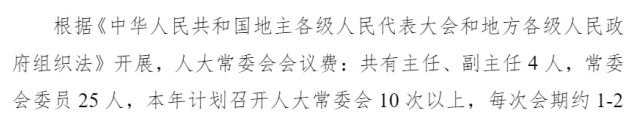 根据《中华人民共和国地主各级人民代表大会和地方各级人民政
府组织法》开展，人大常委会会议费：共有主任、副主任 4 人，常委
会委员 25 人，本年计划召开人大常委会 10 次以上，每次会期约 1-2